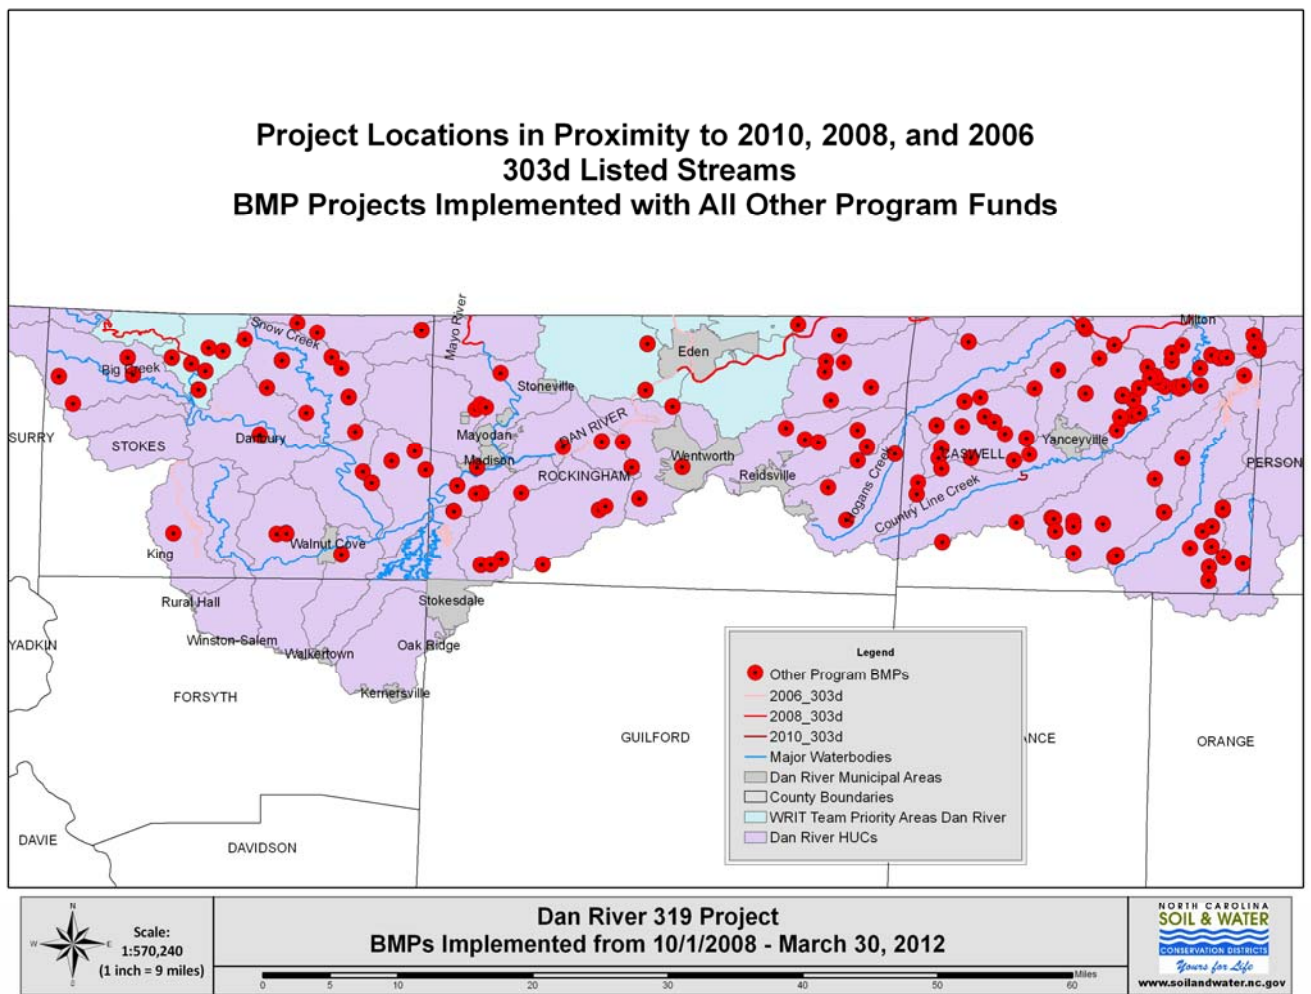 Project Locations in Proximity to 2010, 2008, and 2006
303d Listed Streams
BMP Projects Implemented with All Other Program Funds
Mayo River
Snow Creek
Milton
Eden
Big Creek
Stoneville
SURRY
STOKES
Danbury
Mayodan
DAN RIVER
Madison
ROCKINGHAM
Wentworth
Reidsville
Yanceyville
CASWELL
PERSON
Hogans Creek
Country Line Creek
King
Walnut Cove
Rural Hall
Stokesdale
Winston-Salem
Walkertown
Oak Ridge
Kernersville
YADKIN
FORSYTH
GUILFORD
ANCE
ORANGE
DAVIE
DAVIDSON
Legend
Other Program BMPs
2006_303d
2008_303d
2010_303d
Major Waterbodies
Dan River Municipal Areas
County Boundaries
WRIT Team Priority Areas Dan River
Dan River HUCs
N
W E
S
Scale:
1:570,240
(1 inch = 9 miles)
Dan River 319 Project
BMPs Implemented from 10/1/2008 - March 30, 2012
Miles
0 5 10 20 30 40 50 60
NORTH CAROLINA
SOIL & WATER
CONSERVATION DISTRICTS
Yours for Life
www.soilandwater.nc.gov